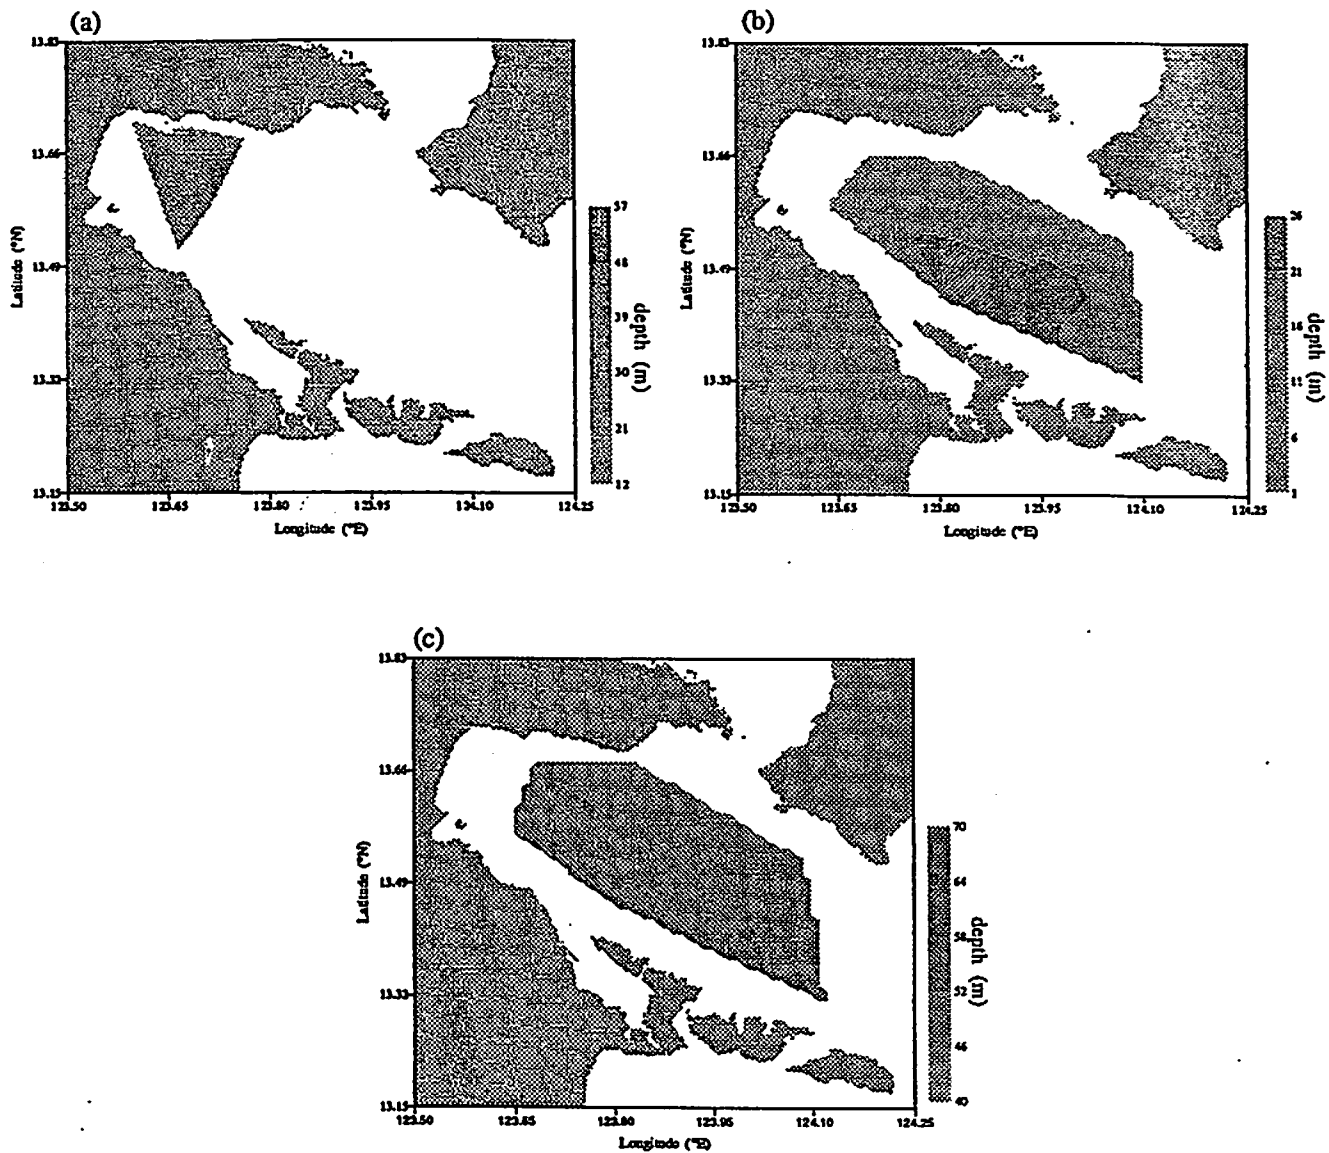 (a)
13.83
13.66
13.49
13.33
13.15
Latitude (°N)
123.50 123.65 123.80 123.95 124.10 124.25
Longitude (°E)
57
48
39
30
21
12
depth (m)
(b)
13.83
13.66
13.49
13.33
13.15
Latitude (°N)
123.50 123.65 123.80 123.95 124.10 124.25
Longitude (°E)
26
21
16
11
6
1
depth (m)
(c)
13.83
13.66
13.49
13.33
13.15
Latitude (°N)
123.50 123.65 123.80 123.95 124.10 124.25
Longitude (°E)
70
64
58
52
46
40
depth (m)